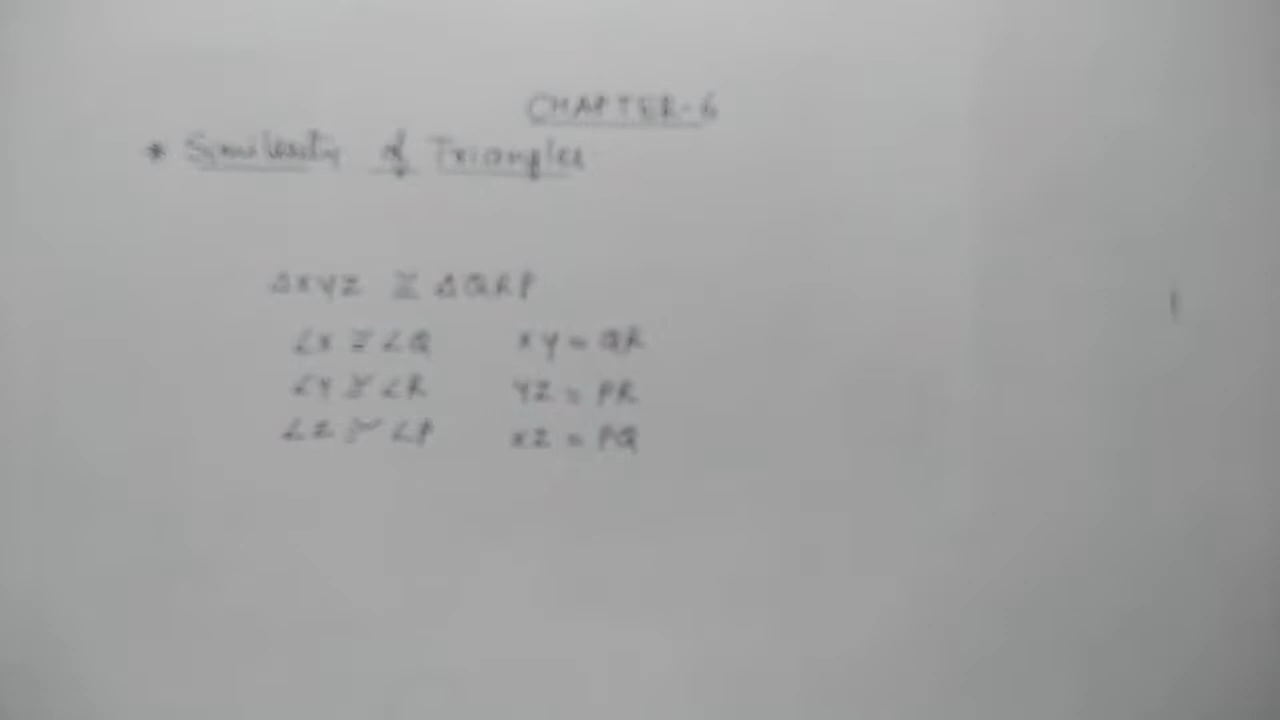 CHAPTER-6
* Similarity of Triangles
ΔXYZ ≅ ΔQRP
∠X ≅ ∠Q XY = QR
∠Y ≅ ∠R YZ = PR
∠Z ≅ ∠P XZ = PQ